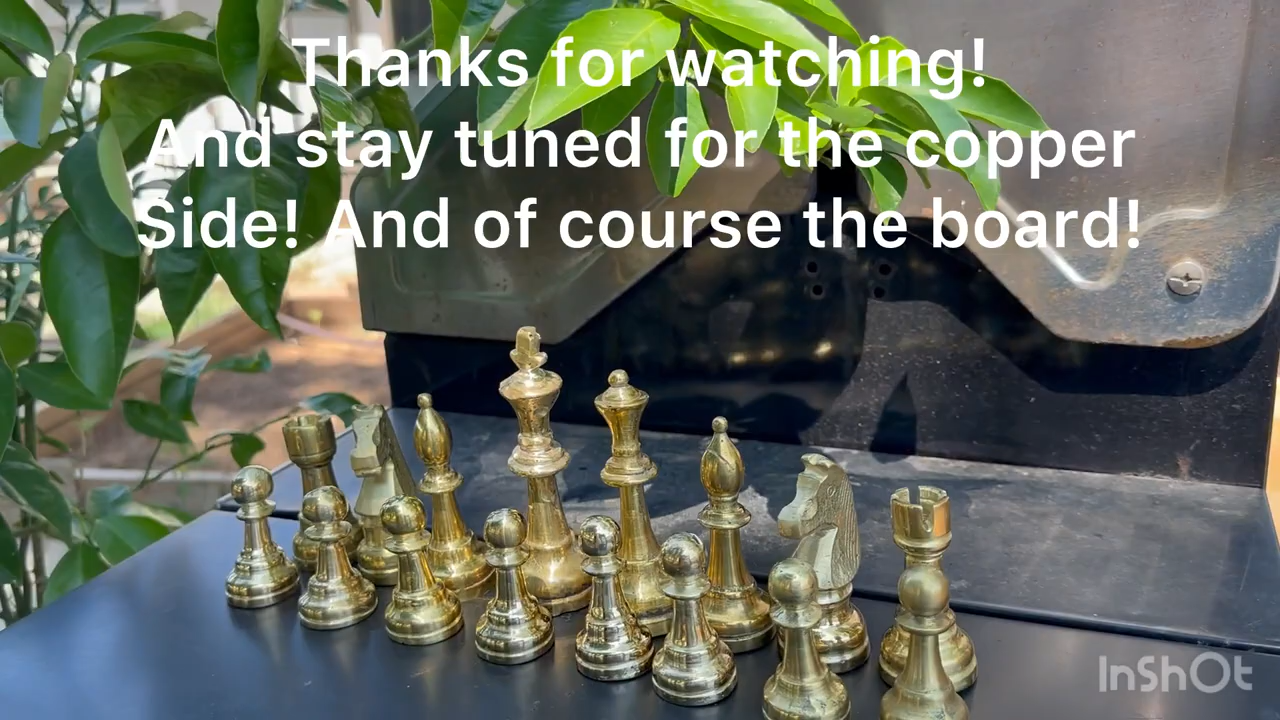 Thanks for watching!
And stay tuned for the copper
Side! And of course the board!
InShOt